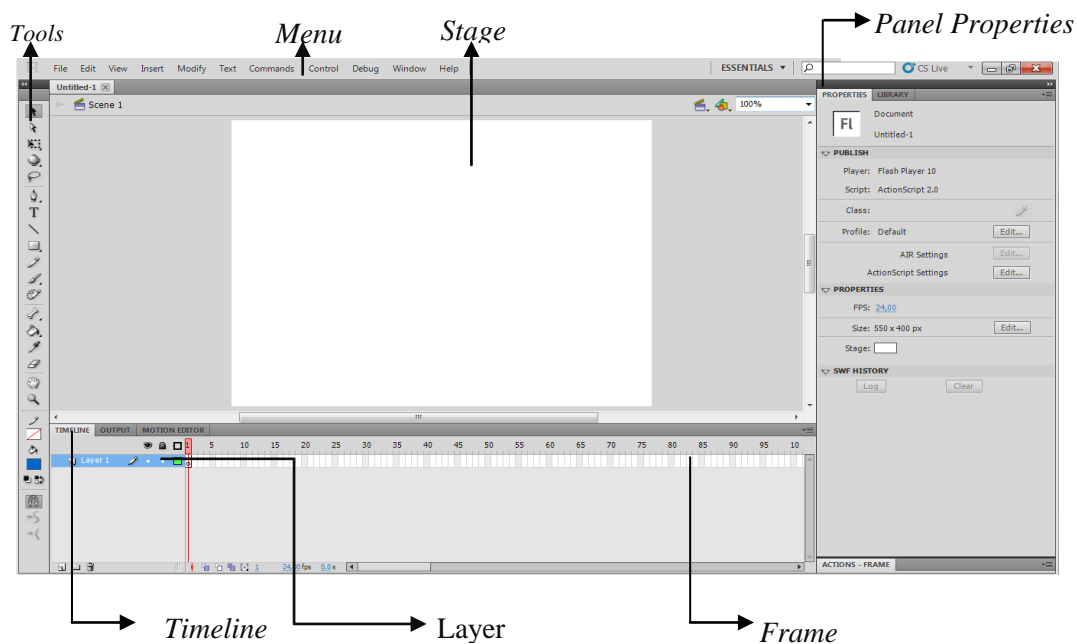 Tools
Menu
Stage
Panel Properties
File Edit View Insert Modify Text Commands Control Debug Window Help
ESSENTIALS
CS Live
Untitled-1
Scene 1
100%
PROPERTIES LIBRARY
Fl
Document
Untitled-1
PUBLISH
Player: Flash Player 10
Script: ActionScript 2.0
Class:
Profile: Default Edit...
AIR Settings Edit...
ActionScript Settings Edit...
PROPERTIES
FPS: 24,00
Size: 550 x 400 px Edit...
Stage:
SWF HISTORY
Log Clear
T
TIMELINE OUTPUT MOTION EDITOR
1 5 10 15 20 25 30 35 40 45 50 55 60 65 70 75 80 85 90 95 10
Layer 1
1 24,00 fps 0.0 s
ACTIONS - FRAME
Timeline
Layer
Frame